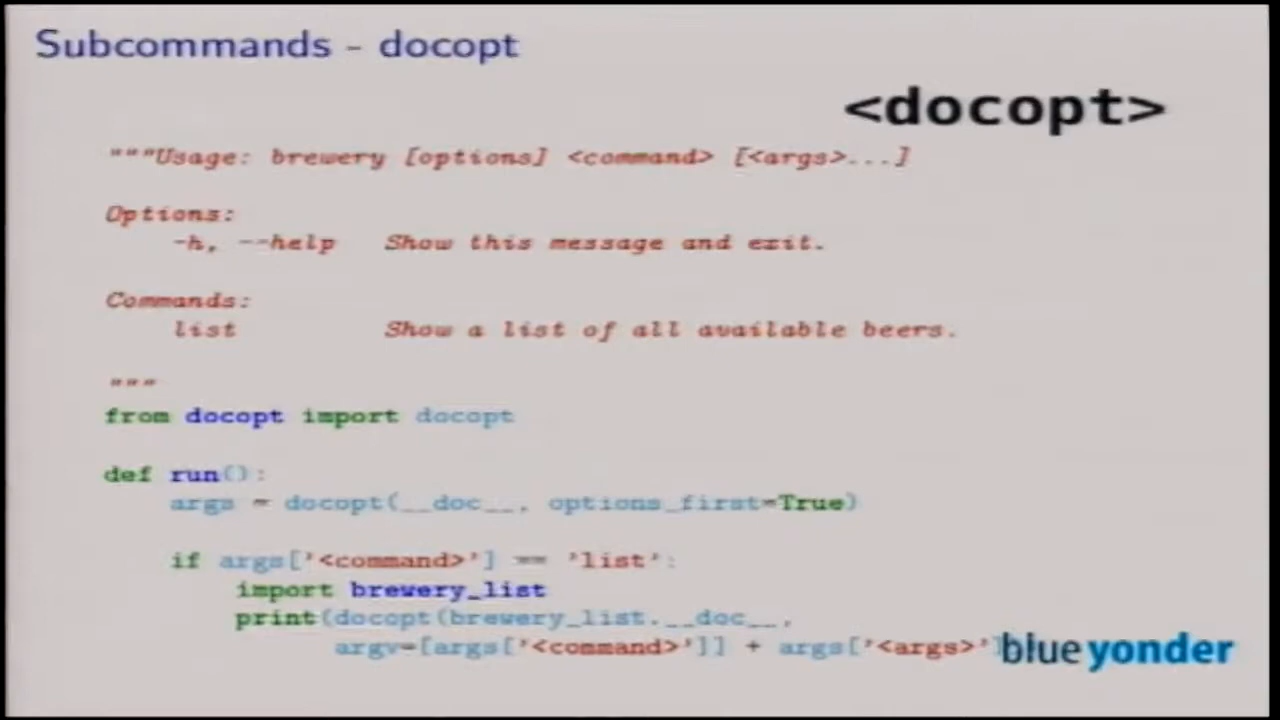 Subcommands - docopt
<docopt>
"""Usage: brewery [options] <command> [<args>...]
Options:
-h, --help Show this message and exit.
Commands:
list Show a list of all available beers.
"""
from docopt import docopt
def run():
args = docopt(__doc__, options_first=True)
if args['<command>'] == 'list':
import brewery_list
print(docopt(brewery_list.__doc__,
argv=[args['<command>']] + args['<args>']
blueyonder